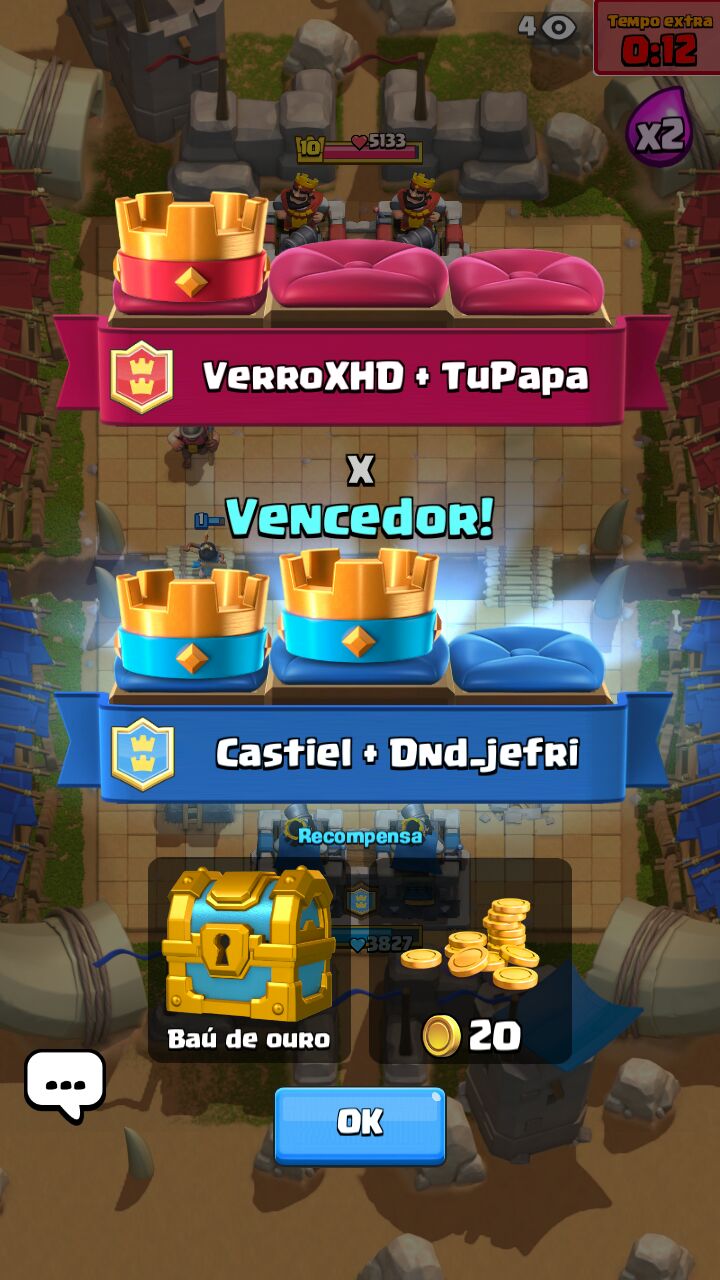 4
Tempo extra
0:12
x2
10
5133
VerroXHD + TuPapa
X
Vencedor!
Castiel + Dnd_jefri
Recompensa
3827
Baú de ouro
20
OK